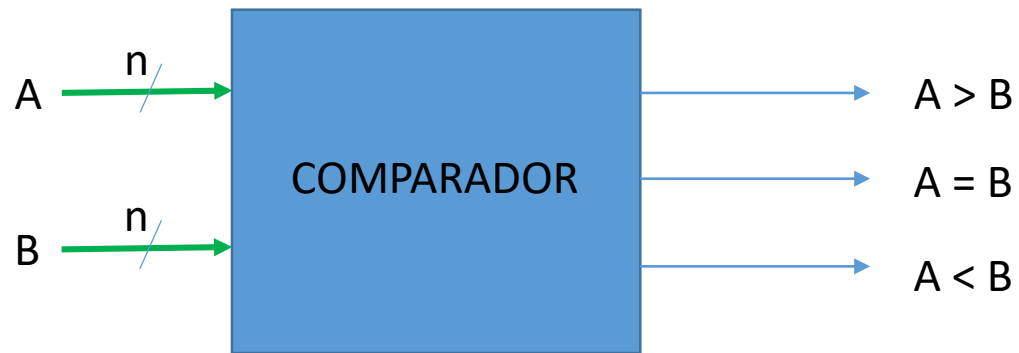 n
A
A > B
COMPARADOR
A = B
n
B
A < B